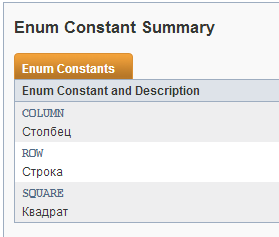 Enum Constant Summary
Enum Constants
Enum Constant and Description
COLUMN
Столбец
ROW
Строка
SQUARE
Квадрат